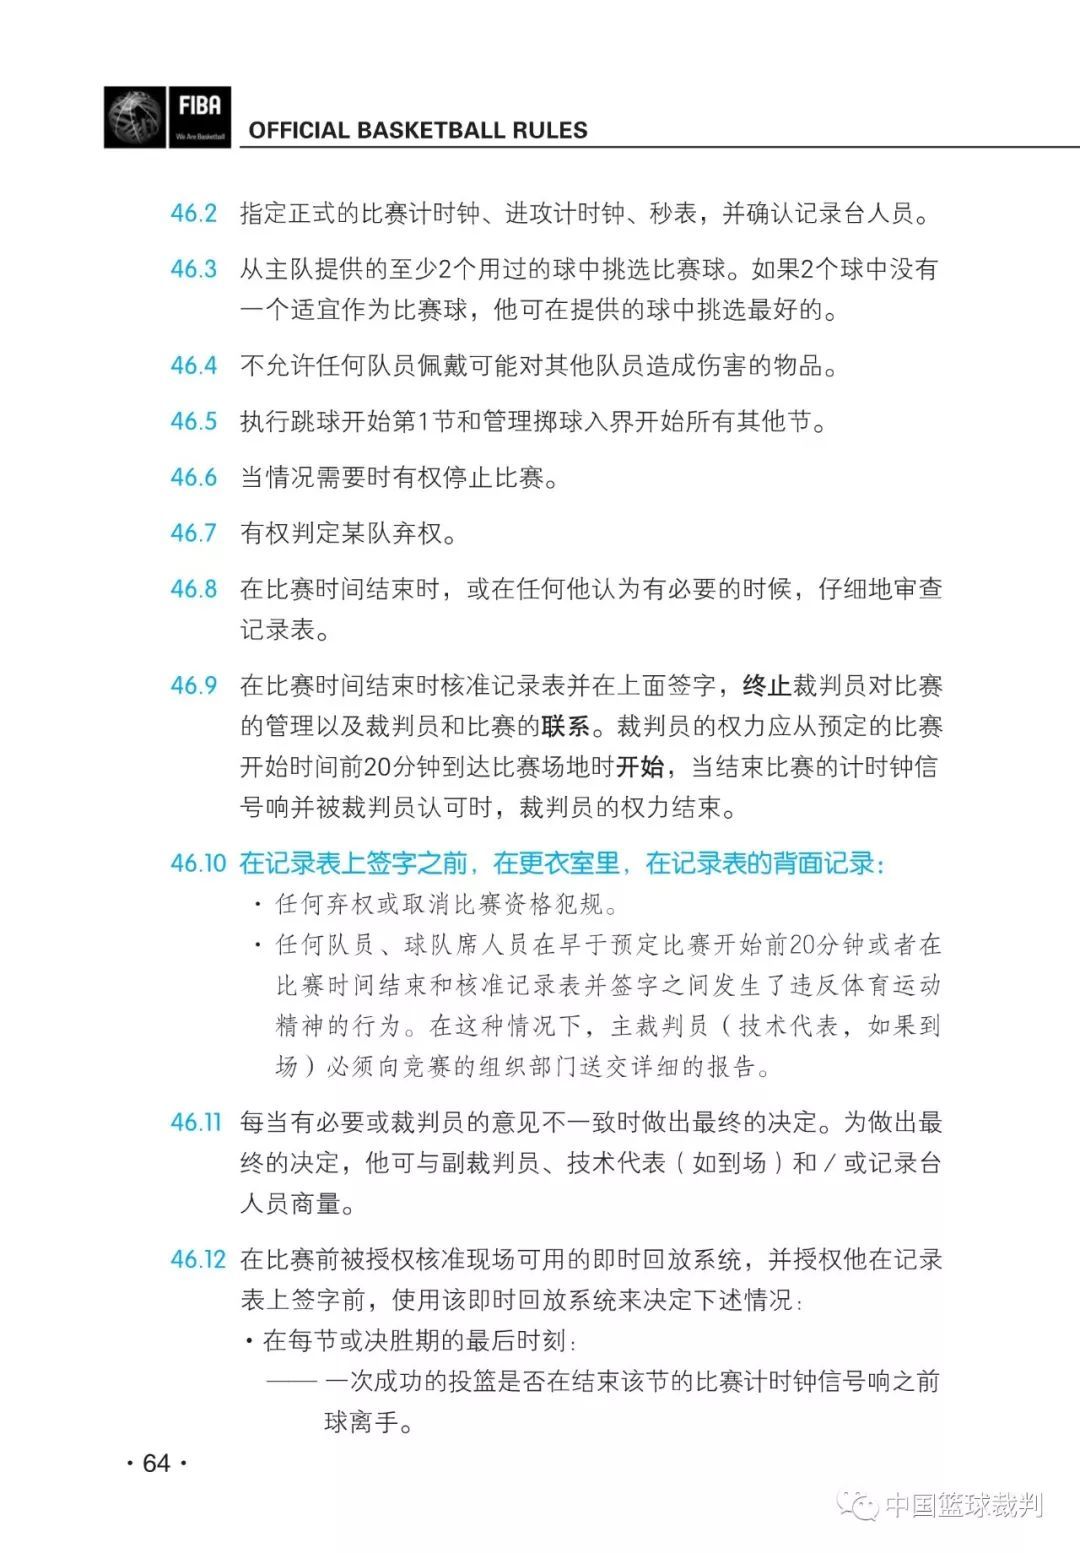 FIBA
We Are Basketball
OFFICIAL BASKETBALL RULES
46.2 指定正式的比赛计时钟、进攻计时钟、秒表，并确认记录台人员。
46.3 从主队提供的至少2个用过的球中挑选比赛球。如果2个球中没有
一个适宜作为比赛球，他可在提供的球中挑选最好的。
46.4 不允许任何队员佩戴可能对其他队员造成伤害的物品。
46.5 执行跳球开始第1节和管理掷球入界开始所有其他节。
46.6 当情况需要时有权停止比赛。
46.7 有权判定某队弃权。
46.8 在比赛时间结束时，或在任何他认为有必要的时候，仔细地审查
记录表。
46.9 在比赛时间结束时核准记录表并在上面签字，终止裁判员对比赛
的管理以及裁判员和比赛的联系。裁判员的权力应从预定的比赛
开始时间前20分钟到达比赛场地时开始，当结束比赛的计时钟信
号响并被裁判员认可时，裁判员的权力结束。
46.10 在记录表上签字之前，在更衣室里，在记录表的背面记录：
· 任何弃权或取消比赛资格犯规。
· 任何队员、球队席人员在早于预定比赛开始前20分钟或者在
比赛时间结束和核准记录表并签字之间发生了违反体育运动
精神的行为。在这种情况下，主裁判员（技术代表，如果到
场）必须向竞赛的组织部门送交详细的报告。
46.11 每当有必要或裁判员的意见不一致时做出最终的决定。为做出最
终的决定，他可与副裁判员、技术代表（如到场）和/或记录台
人员商量。
46.12 在比赛前被授权核准现场可用的即时回放系统，并授权他在记录
表上签字前，使用该即时回放系统来决定下述情况：
· 在每节或决胜期的最后时刻：
—— 一次成功的投篮是否在结束该节的比赛计时钟信号响之前
球离手。
· 64 ·
中国篮球裁判